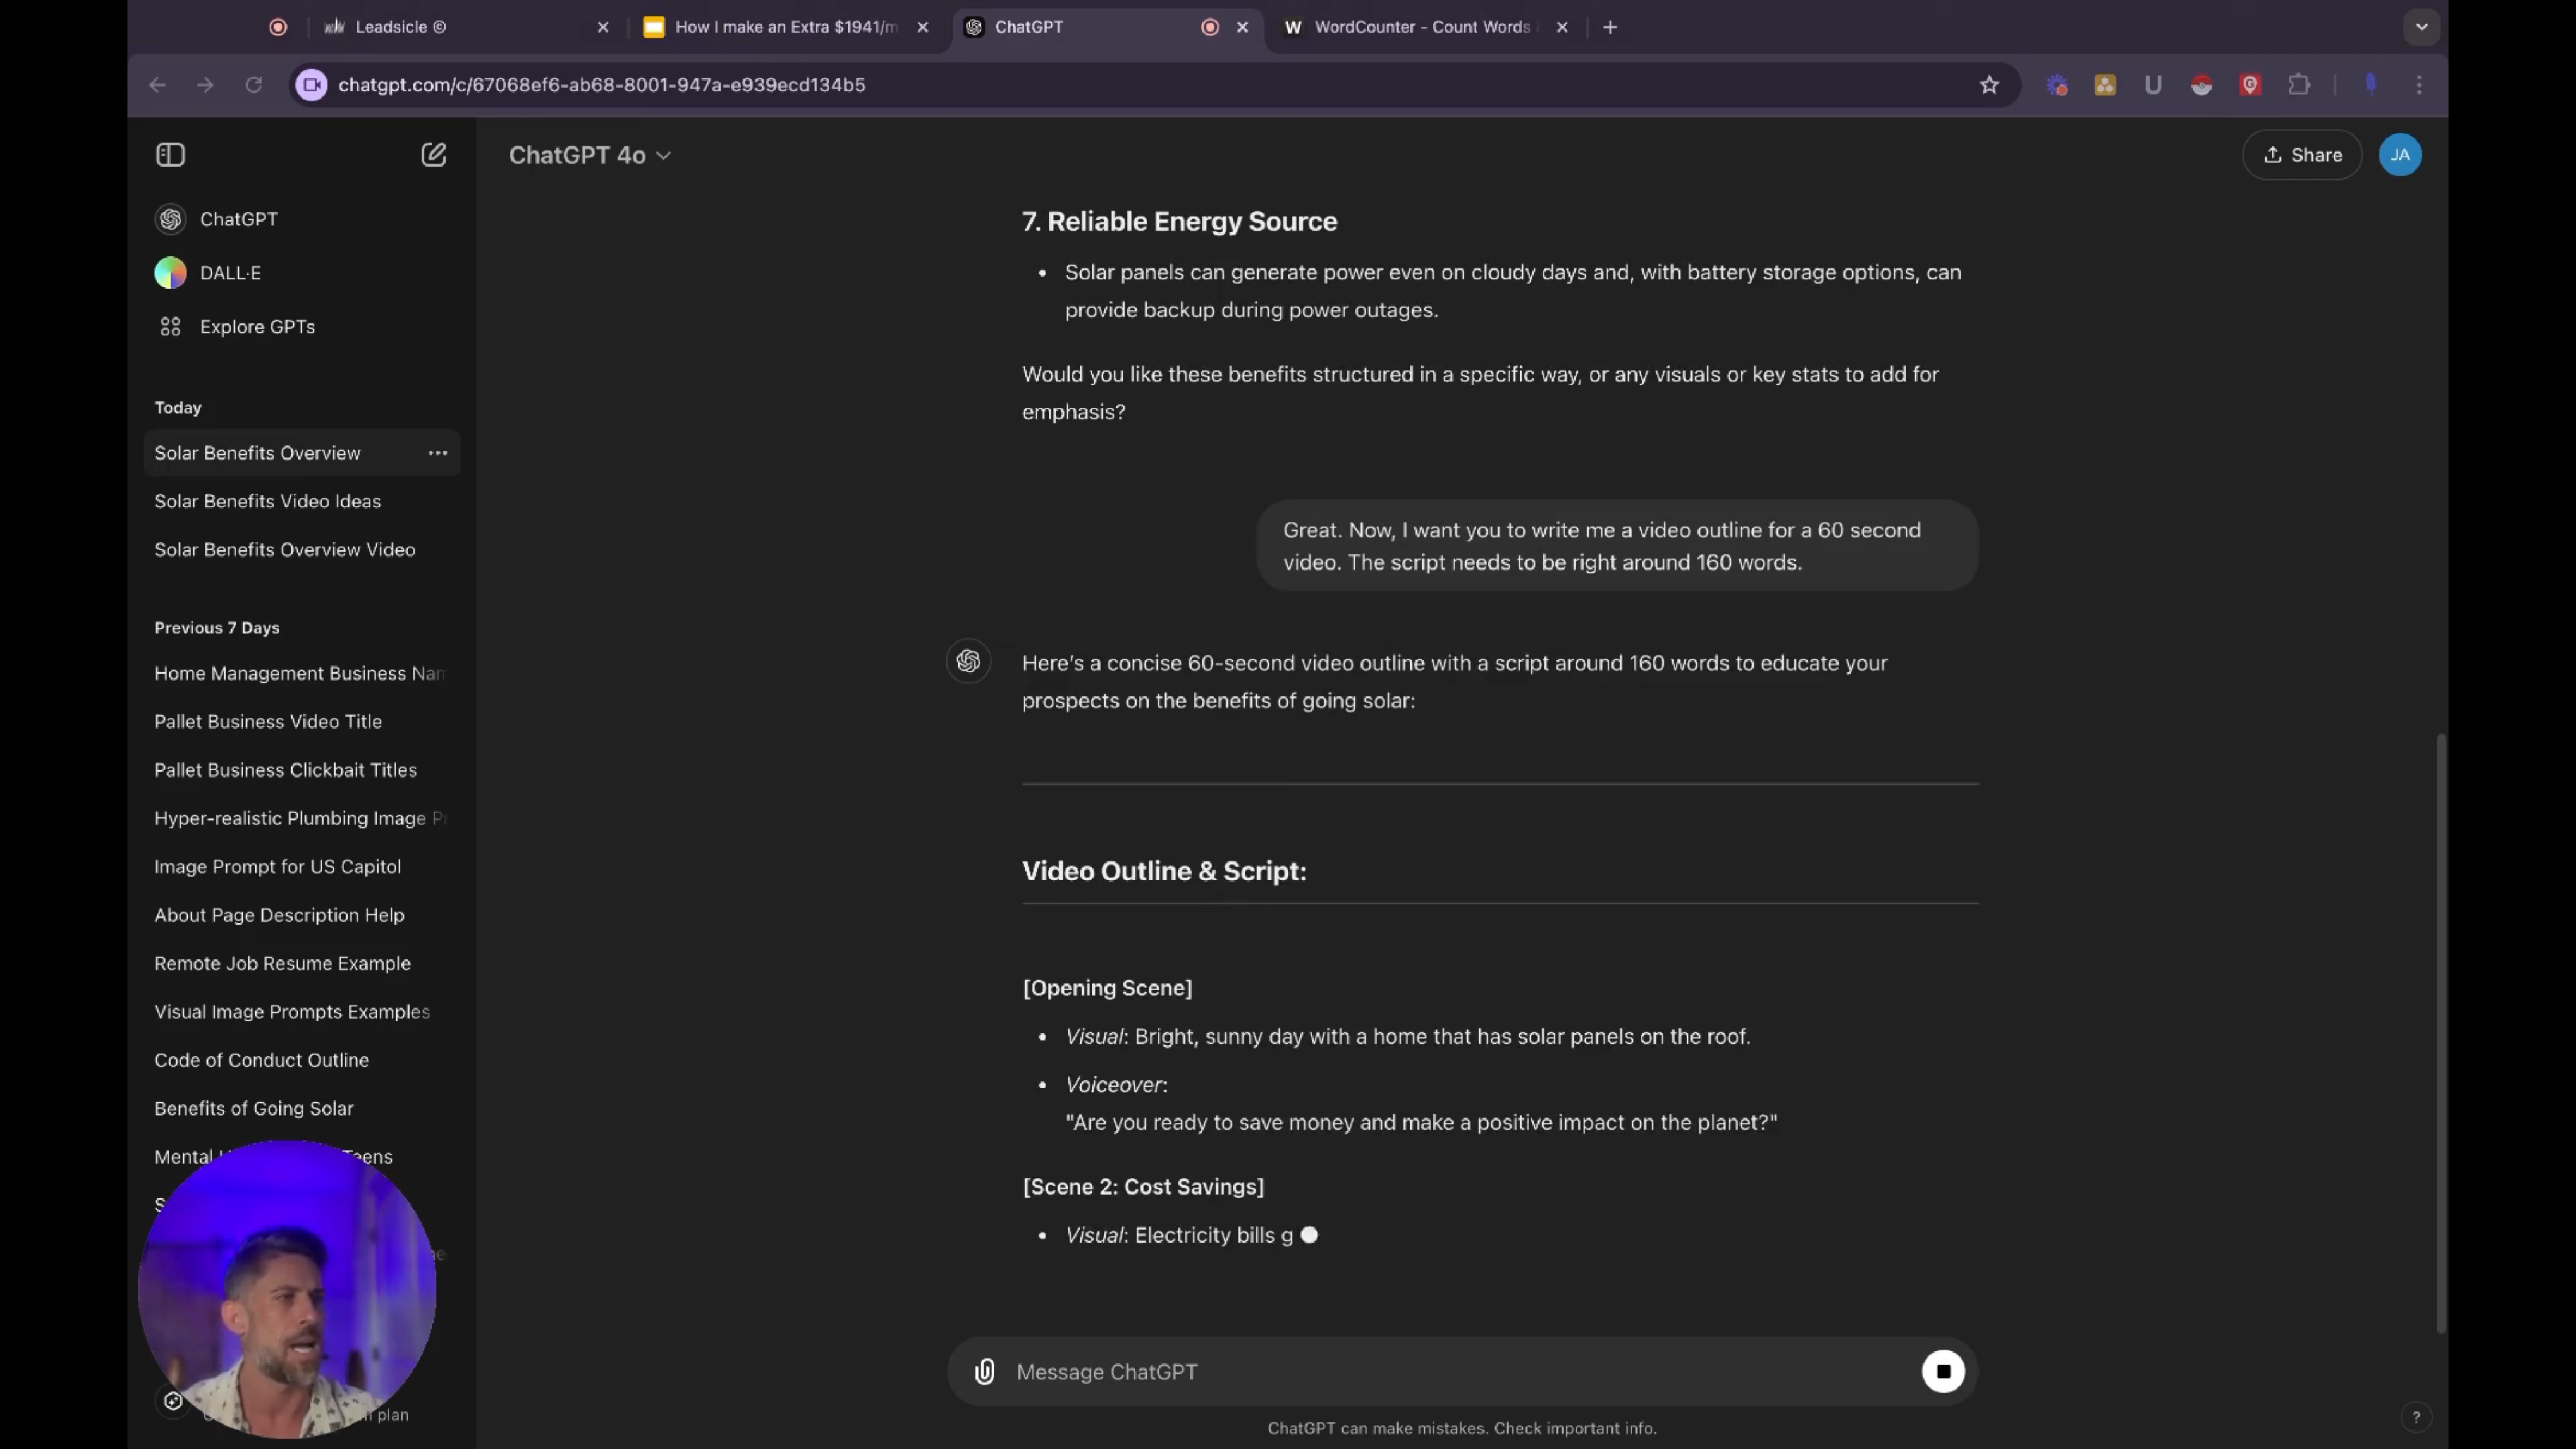 Leadsicle ©
How I make an Extra $1941/m
ChatGPT
W WordCounter - Count Words
chatgpt.com/c/67068ef6-ab68-8001-947a-e939ecd134b5
U
ChatGPT 4o
Share
JA
ChatGPT
DALL·E
Explore GPTs
Today
Solar Benefits Overview
Solar Benefits Video Ideas
Solar Benefits Overview Video
Previous 7 Days
Home Management Business Nam
Pallet Business Video Title
Pallet Business Clickbait Titles
Hyper-realistic Plumbing Image Pr
Image Prompt for US Capitol
About Page Description Help
Remote Job Resume Example
Visual Image Prompts Examples
Code of Conduct Outline
Benefits of Going Solar
Mental Teens
plan
7. Reliable Energy Source
• Solar panels can generate power even on cloudy days and, with battery storage options, can
provide backup during power outages.
Would you like these benefits structured in a specific way, or any visuals or key stats to add for
emphasis?
Great. Now, I want you to write me a video outline for a 60 second
video. The script needs to be right around 160 words.
Here's a concise 60-second video outline with a script around 160 words to educate your
prospects on the benefits of going solar:
Video Outline & Script:
[Opening Scene]
• Visual: Bright, sunny day with a home that has solar panels on the roof.
• Voiceover:
"Are you ready to save money and make a positive impact on the planet?"
[Scene 2: Cost Savings]
• Visual: Electricity bills g
Message ChatGPT
ChatGPT can make mistakes. Check important info.
?